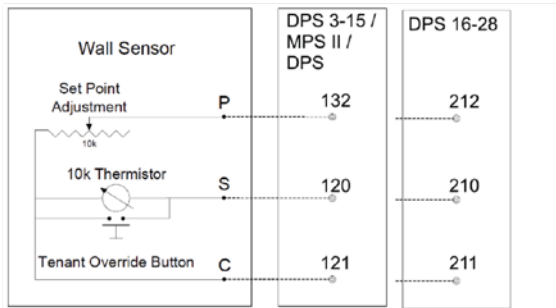 Wall Sensor
DPS 3-15 /
MPS II /
DPS
DPS 16-28
Set Point
Adjustment
P
132
212
10k
10k Thermistor
S
120
210
Tenant Override Button
C
121
211